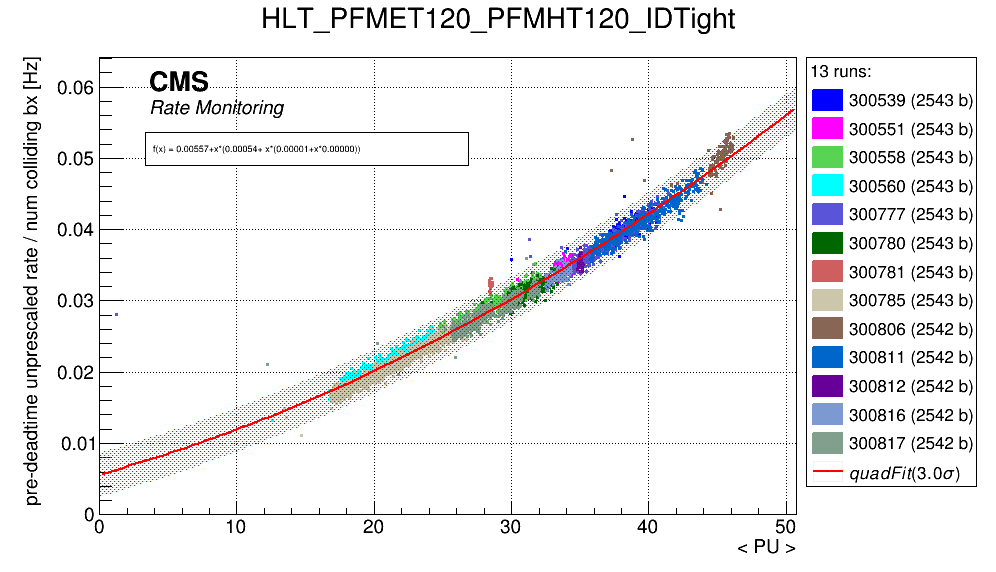 HLT_PFMET120_PFMHT120_IDTight
pre-deadtime unprescaled rate / num colliding bx [Hz]
CMS
Rate Monitoring
f(x) = 0.00557+x*(0.00054+ x*(0.00001+x*0.00000))
0.06
0.05
0.04
0.03
0.02
0.01
0
0 10 20 30 40 50
< PU >
13 runs:
300539 (2543 b)
300551 (2543 b)
300558 (2543 b)
300560 (2543 b)
300777 (2543 b)
300780 (2543 b)
300781 (2543 b)
300785 (2543 b)
300806 (2542 b)
300811 (2542 b)
300812 (2542 b)
300816 (2542 b)
300817 (2542 b)
quadFit(3.0σ)